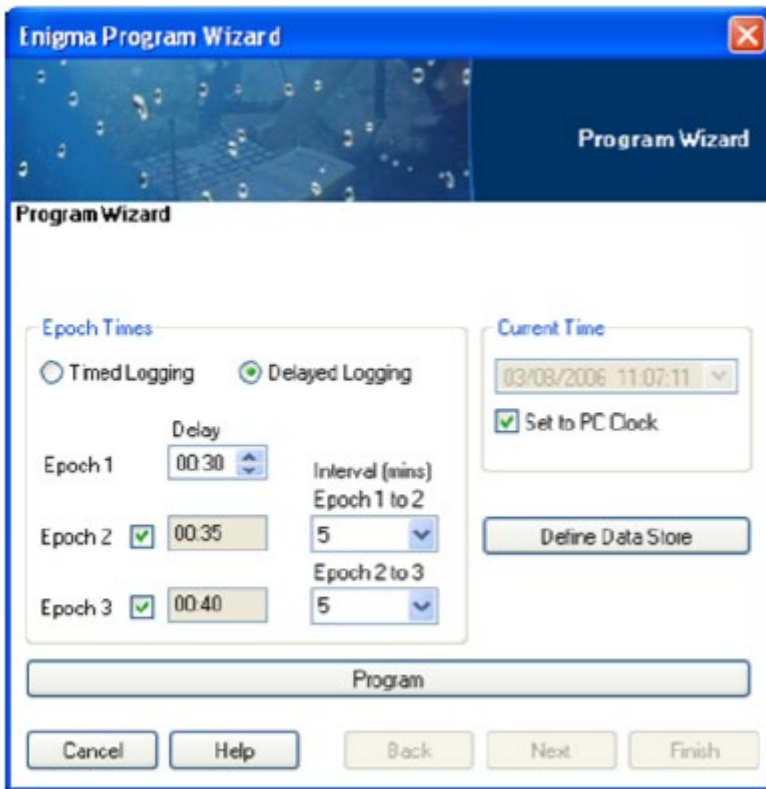 Enigma Program Wizard
Program Wizard
Program Wizard
Epoch Times
Timed Logging
Delayed Logging
Delay
Epoch 1
00:30
Interval (mins)
Epoch 1 to 2
Epoch 2
00:35
5
Epoch 2 to 3
Epoch 3
00:40
5
Current Time
03/08/2006 11:07:11
Set to PC Clock
Define Data Store
Program
Cancel
Help
Back
Next
Finish